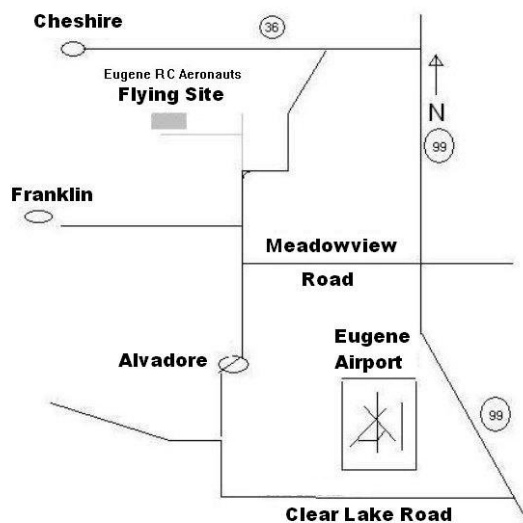 Cheshire
36
Eugene RC Aeronauts
Flying Site
N
99
Franklin
Meadowview
Road
Alvadore
Eugene
Airport
99
Clear Lake Road